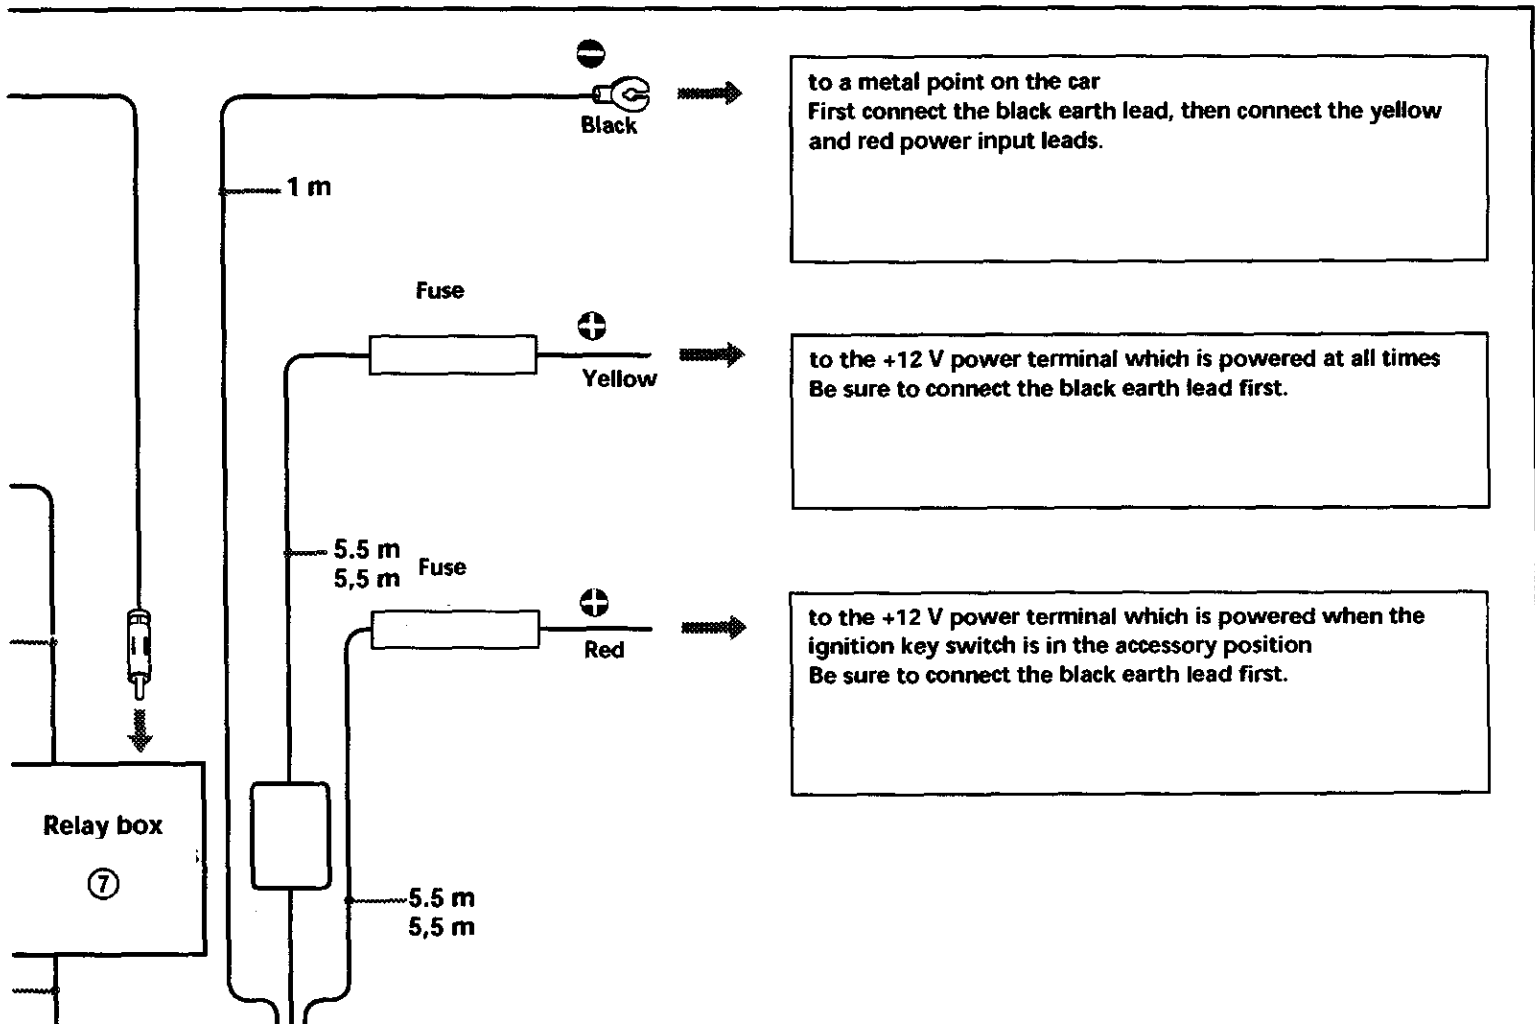 Black
to a metal point on the car
First connect the black earth lead, then connect the yellow
and red power input leads.
1 m
Fuse
Yellow
to the +12 V power terminal which is powered at all times
Be sure to connect the black earth lead first.
5.5 m
5,5 m
Fuse
Red
to the +12 V power terminal which is powered when the
ignition key switch is in the accessory position
Be sure to connect the black earth lead first.
Relay box
7
5.5 m
5,5 m